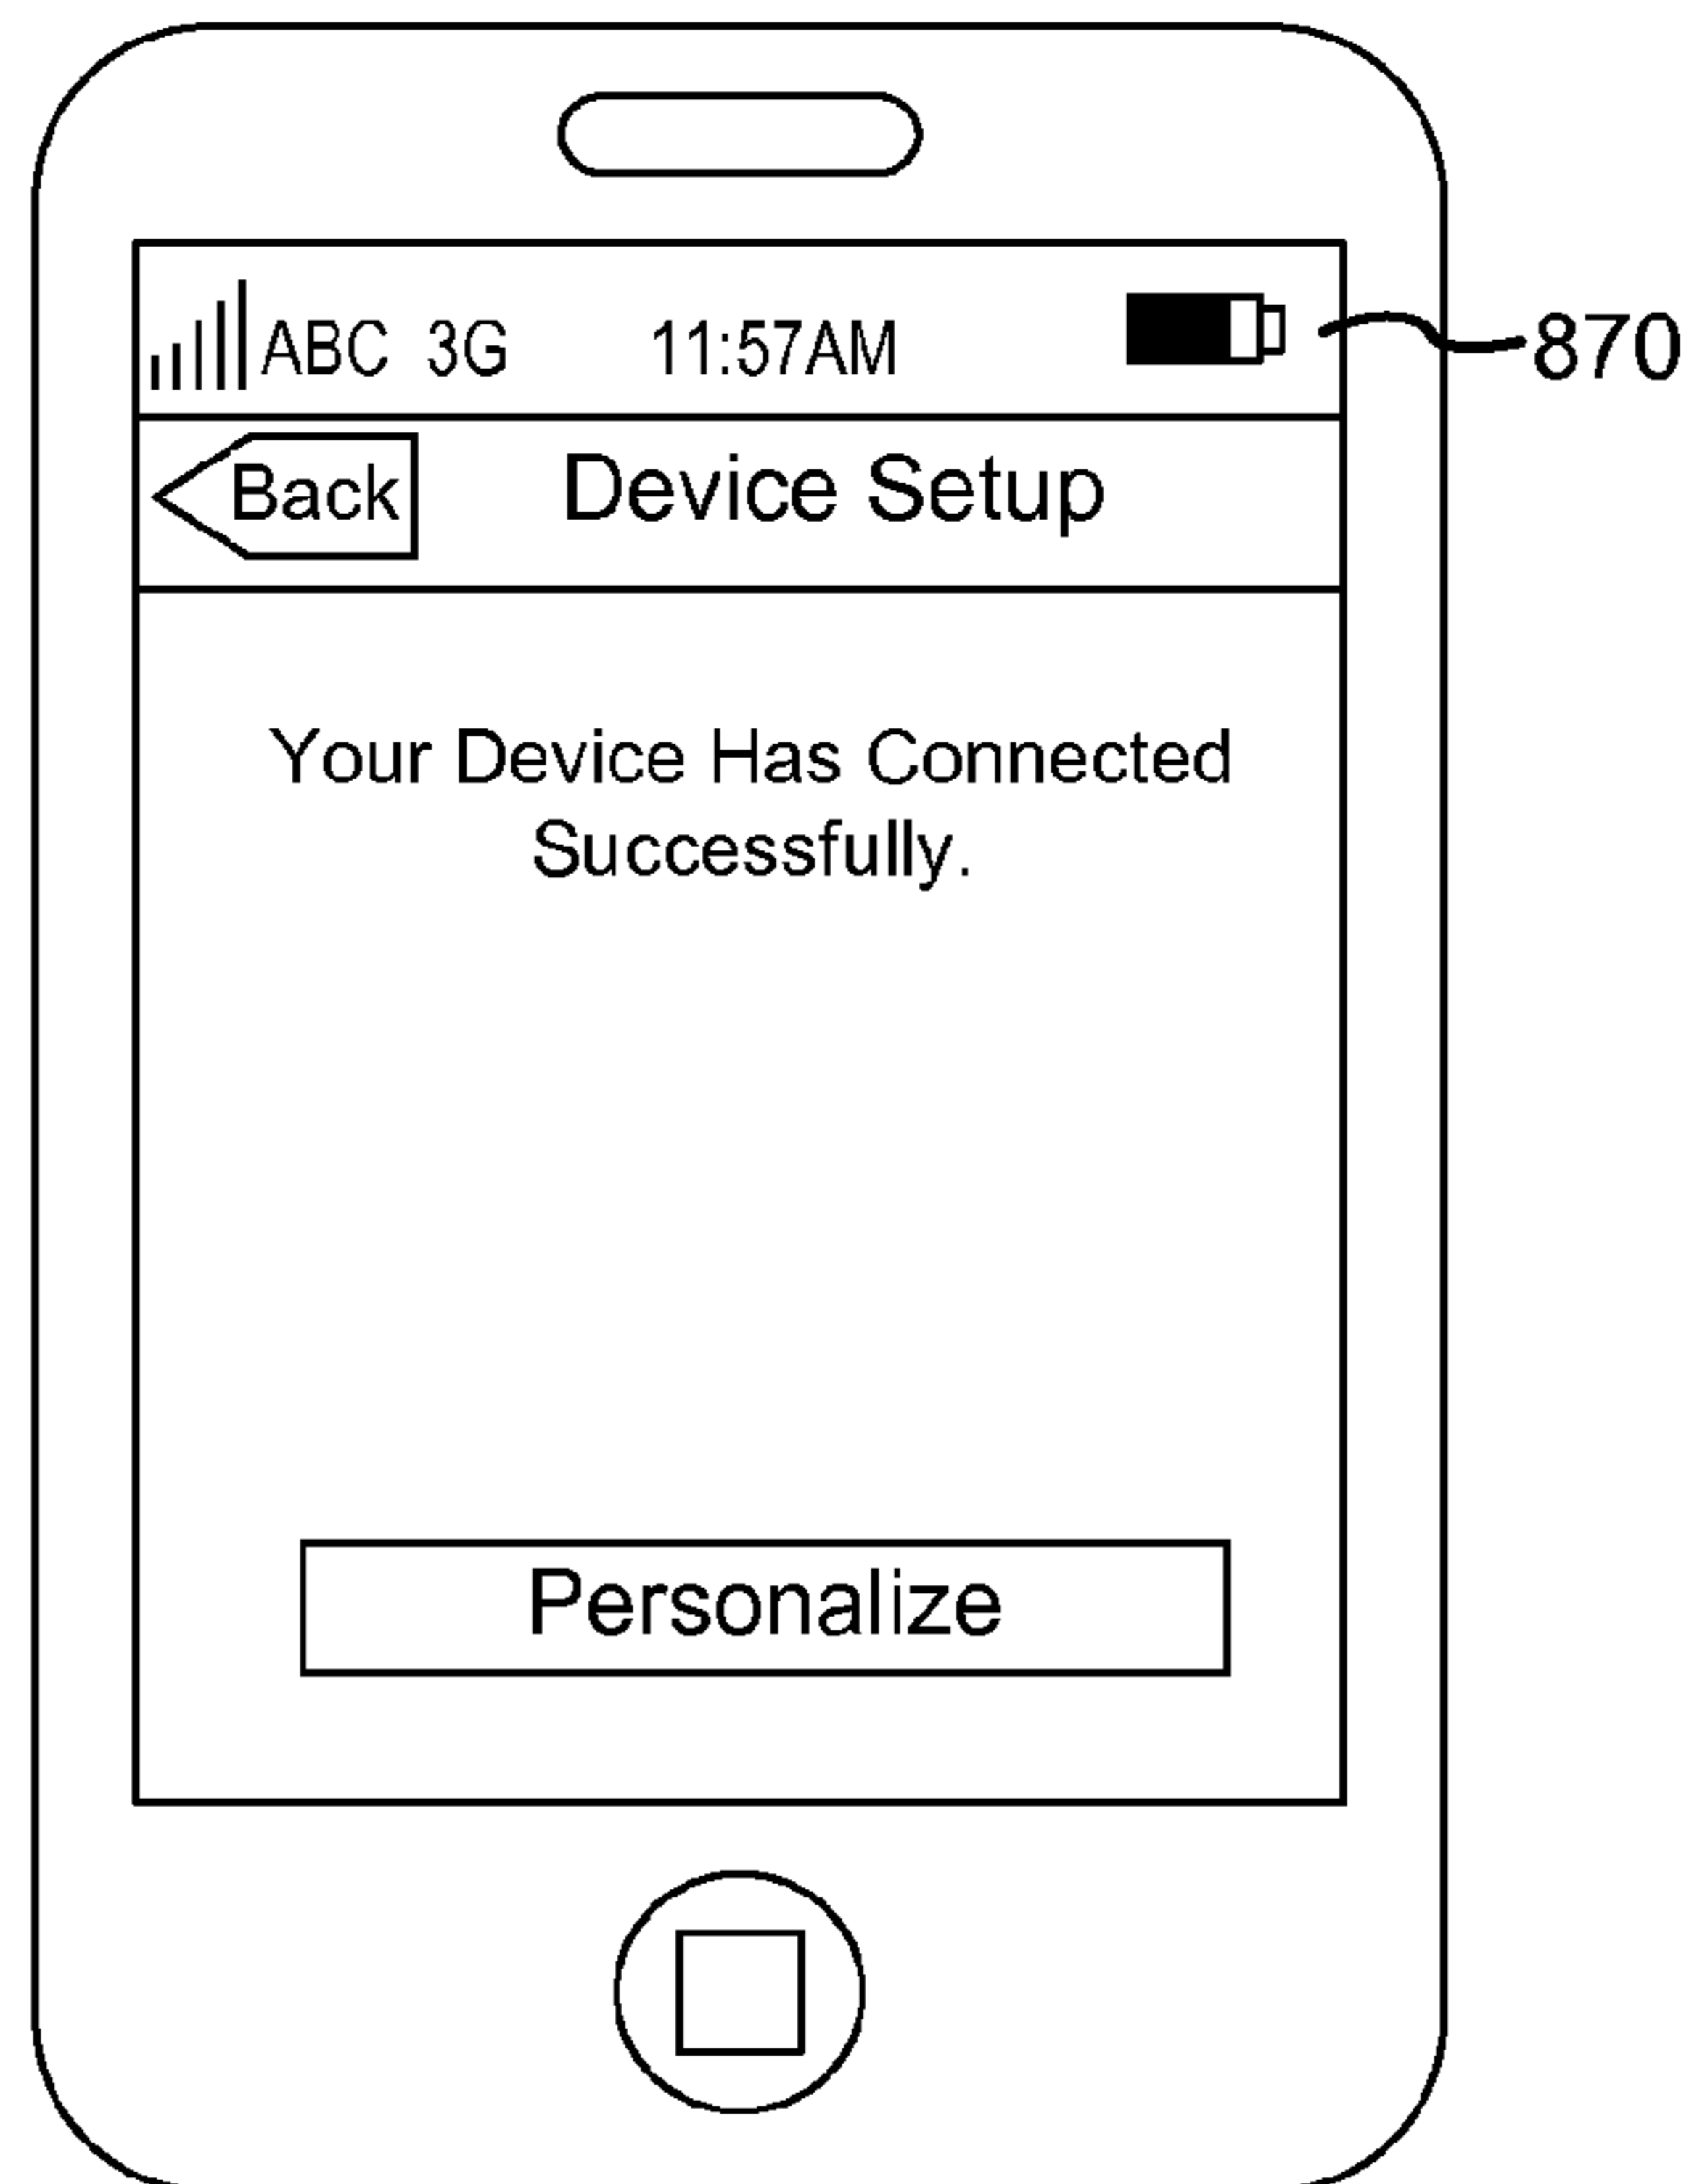 ABC 3G 11:57AM 870
Back Device Setup
Your Device Has Connected
Successfully.
Personalize